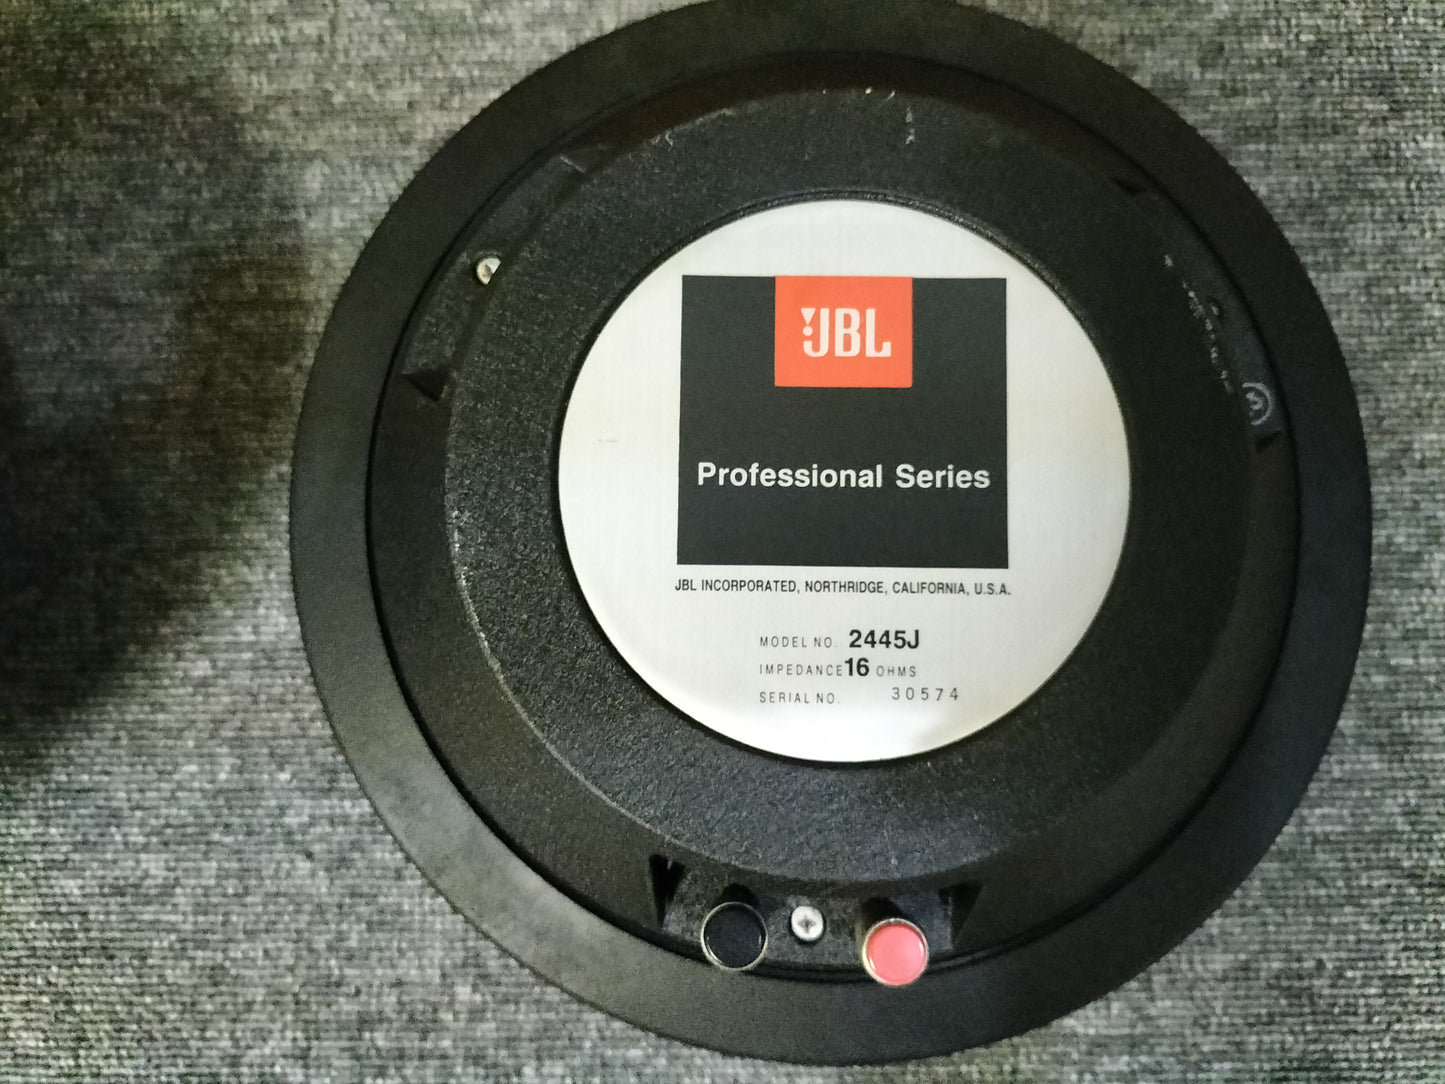 JBL
Professional Series
JBL INCORPORATED, NORTHRIDGE, CALIFORNIA, U.S.A.
MODEL NO. 2445J
IMPEDANCE 16 OHMS
SERIAL NO. 30574